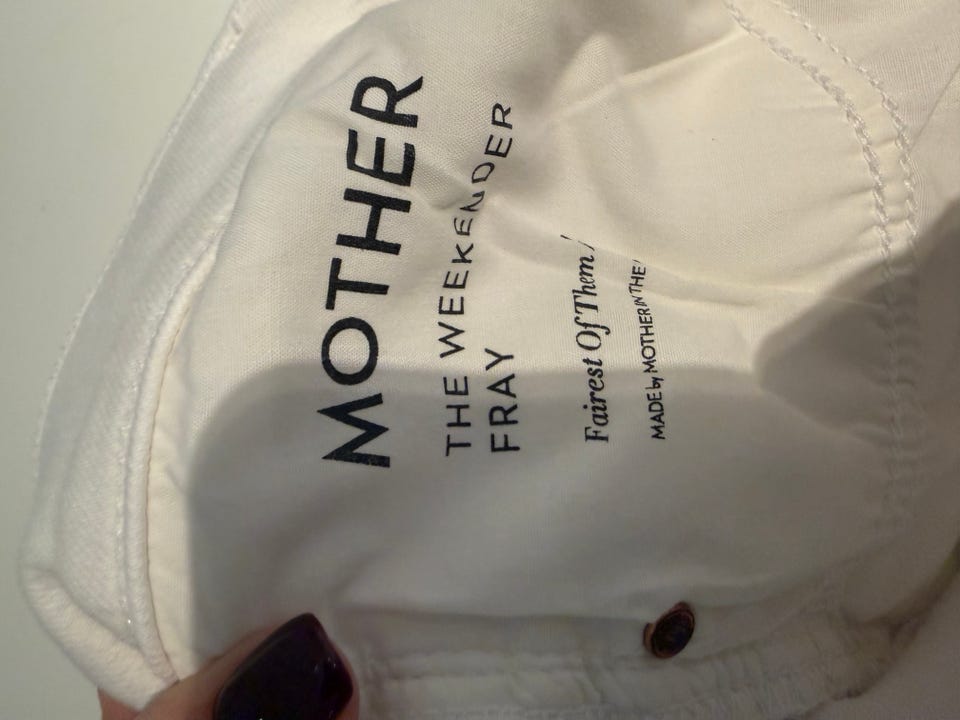 MOTHER
THE WEEKENDER
FRAY
Fairest Of Them
MADE by MOTHER IN THE